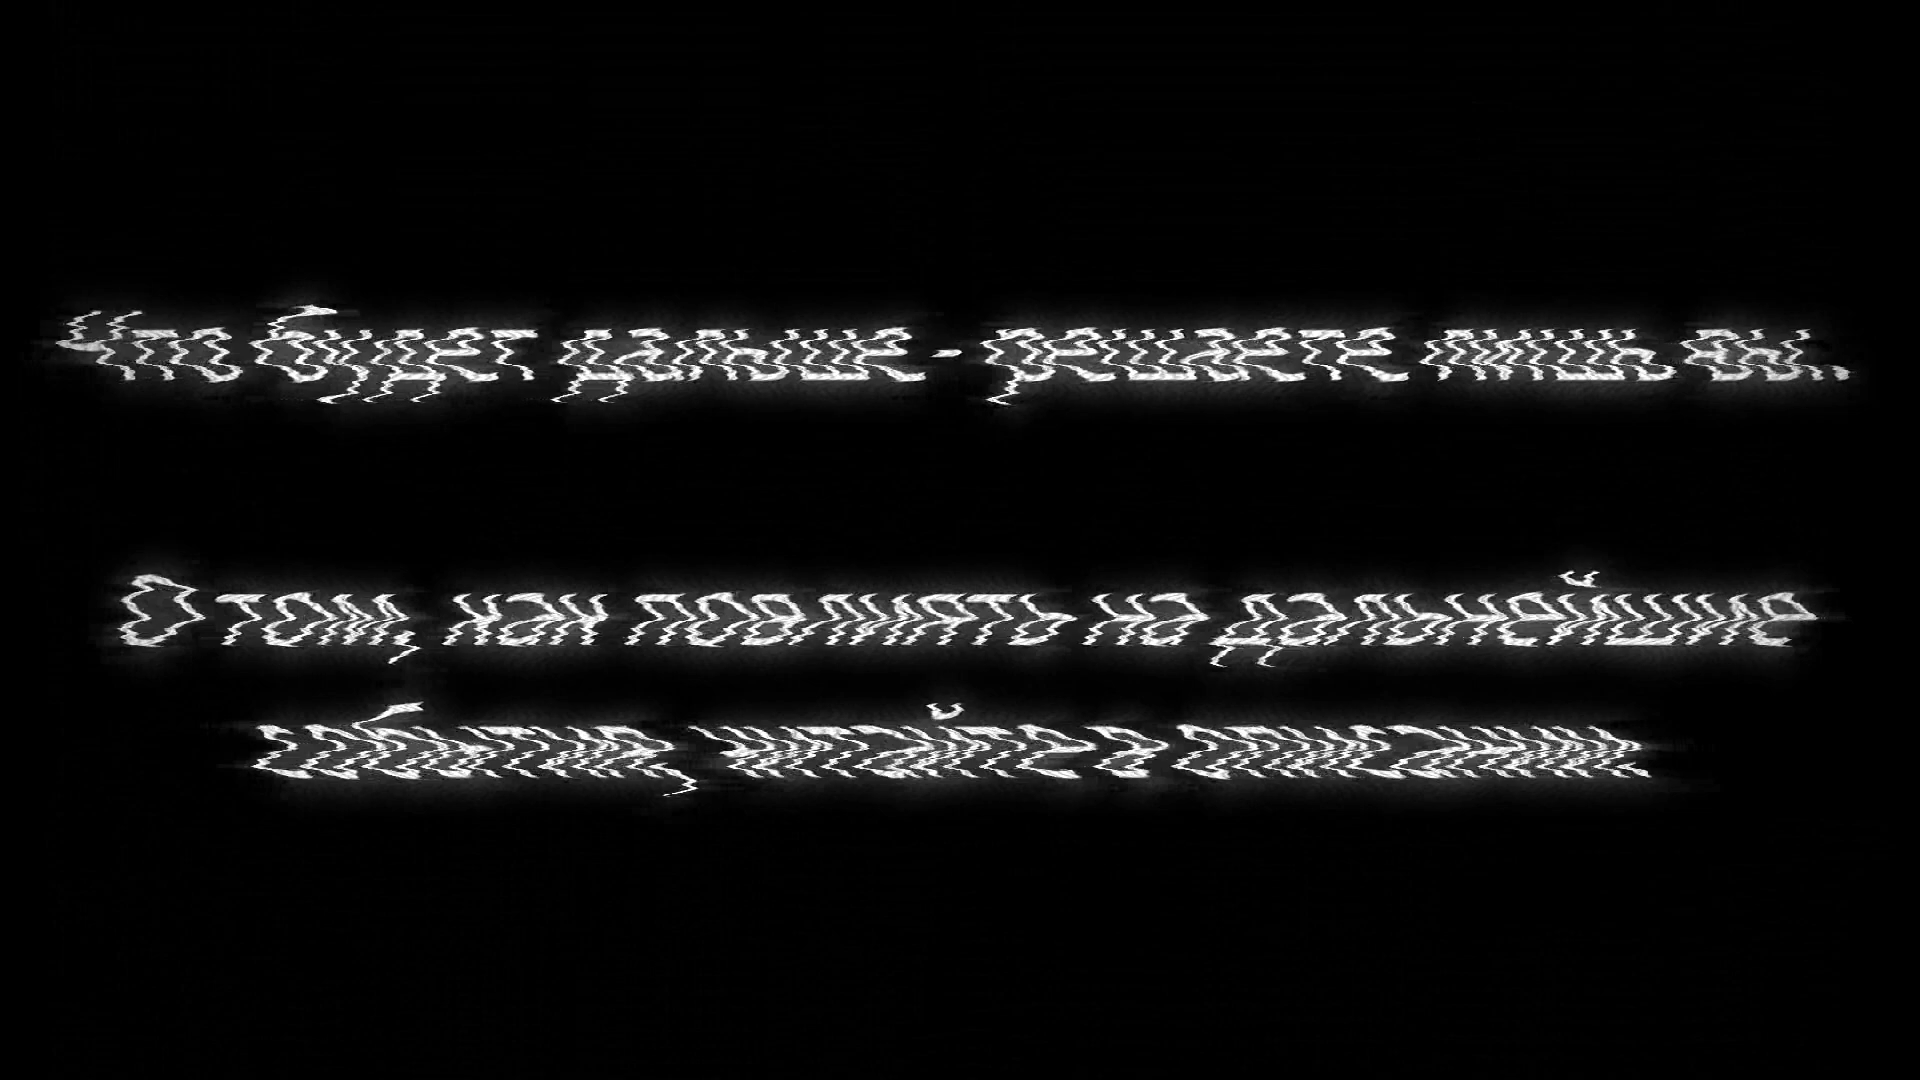 Что будет дальше - решаете лишь вы.
О том, как повлиять на дальнейшие
события, читайте в описании